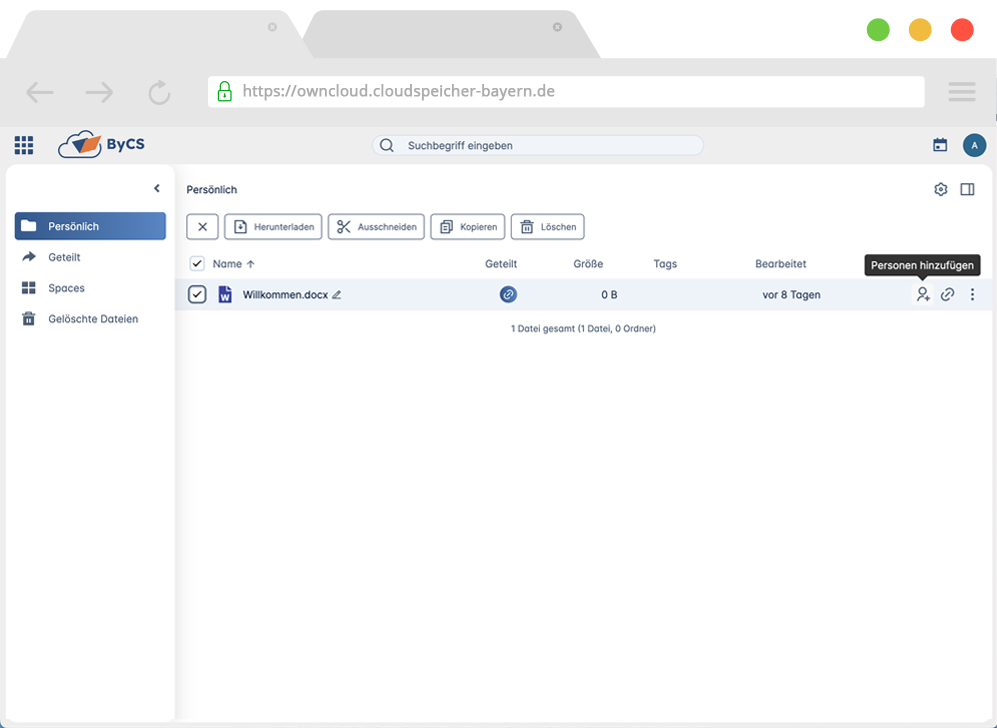 https://owncloud.cloudspeicher-bayern.de
ByCS
Suchbegriff eingeben
A
Persönlich
Geteilt
Spaces
Gelöschte Dateien
Persönlich
Herunterladen Ausschneiden Kopieren Löschen
Name Geteilt Größe Tags Bearbeitet
Personen hinzufügen
W Willkommen.docx 0 B vor 8 Tagen
1 Datei gesamt (1 Datei, 0 Ordner)